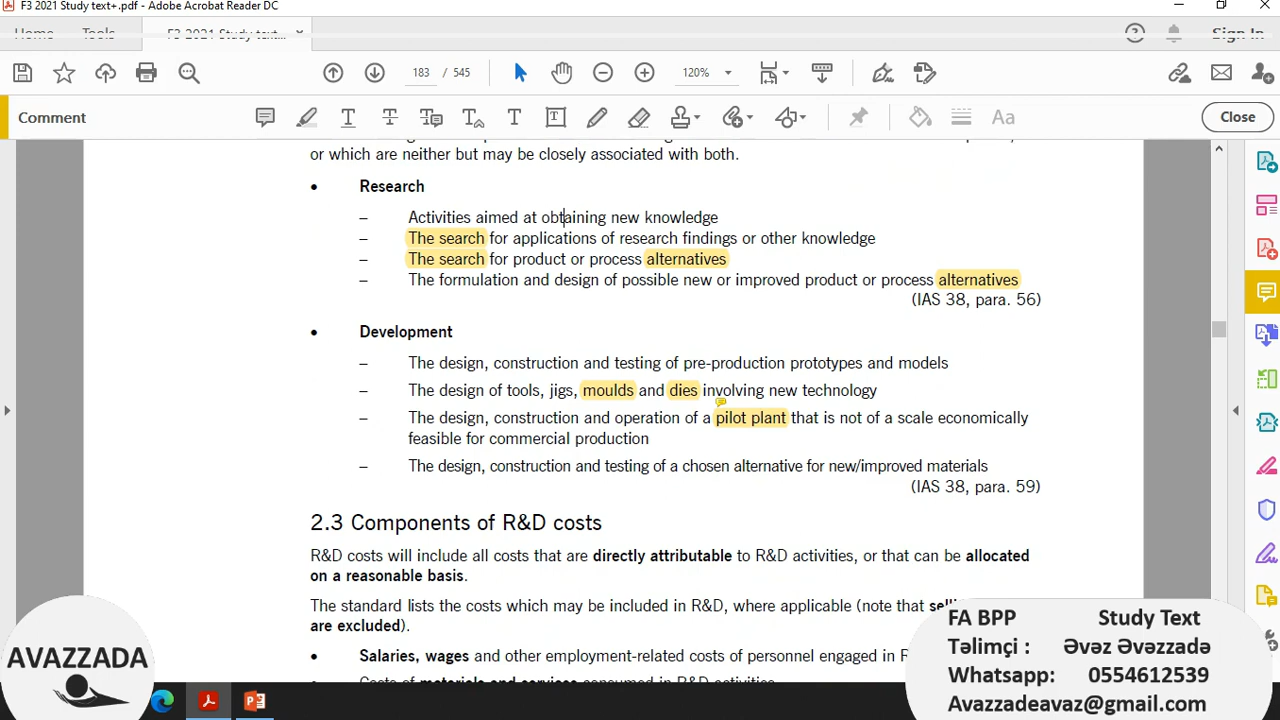 F3 2021 Study text+.pdf - Adobe Acrobat Reader DC
Home Tools F3 2021 Study text... Sign In
183 / 545 120%
Comment Close
or which are neither but may be closely associated with both.
• Research
– Activities aimed at obtaining new knowledge
– The search for applications of research findings or other knowledge
– The search for product or process alternatives
– The formulation and design of possible new or improved product or process alternatives
(IAS 38, para. 56)
• Development
– The design, construction and testing of pre-production prototypes and models
– The design of tools, jigs, moulds and dies involving new technology
– The design, construction and operation of a pilot plant that is not of a scale economically
feasible for commercial production
– The design, construction and testing of a chosen alternative for new/improved materials
(IAS 38, para. 59)
2.3 Components of R&D costs
R&D costs will include all costs that are directly attributable to R&D activities, or that can be allocated
on a reasonable basis.
The standard lists the costs which may be included in R&D, where applicable (note that
are excluded).
• Salaries, wages and other employment-related costs of personnel engaged in
• Costs of materials and services consumed in R&D activities
AVAZZADA
FA BPP Study Text
Təlimçi : Əvəz Əvəzzadə
Whatsapp: 0554612539
Avazzadeavaz@gmail.com